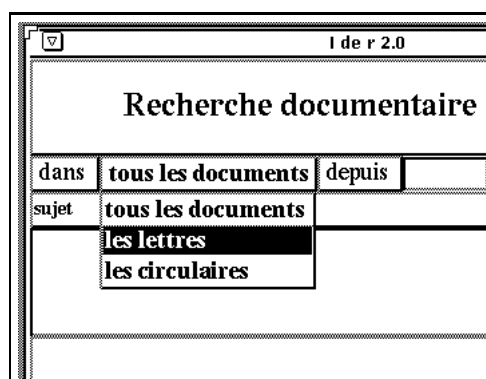 I de r 2.0
Recherche documentaire
dans tous les documents depuis
sujet tous les documents
les lettres
les circulaires